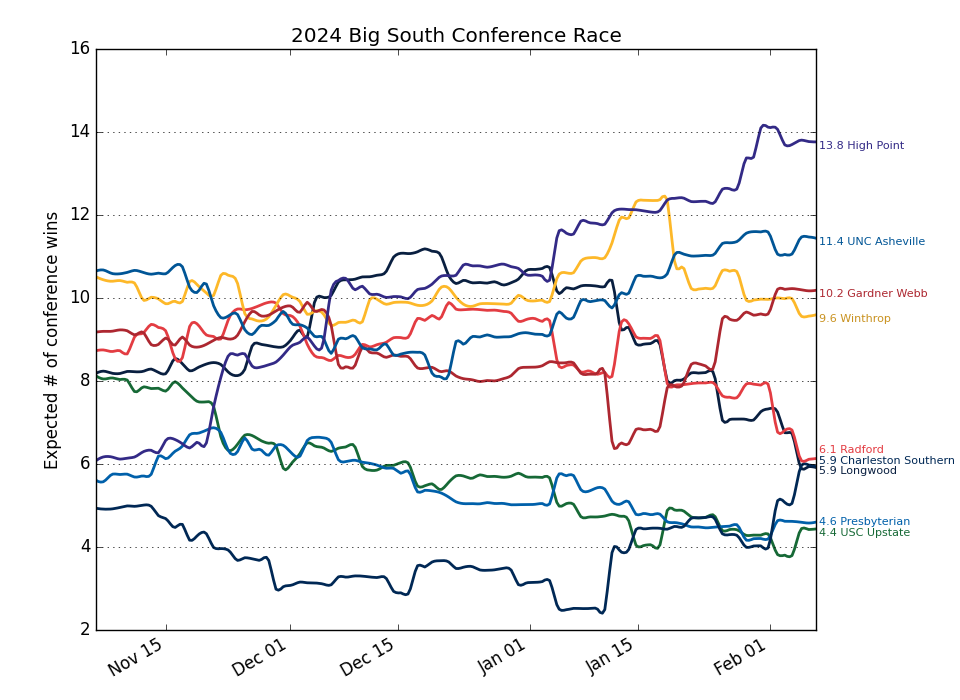 2024 Big South Conference Race
Expected # of conference wins
16
14
12
10
8
6
4
2
13.8 High Point
11.4 UNC Asheville
10.2 Gardner Webb
9.6 Winthrop
6.1 Radford
5.9 Charleston Southern
5.9 Longwood
4.6 Presbyterian
4.4 USC Upstate
Nov 15
Dec 01
Dec 15
Jan 01
Jan 15
Feb 01